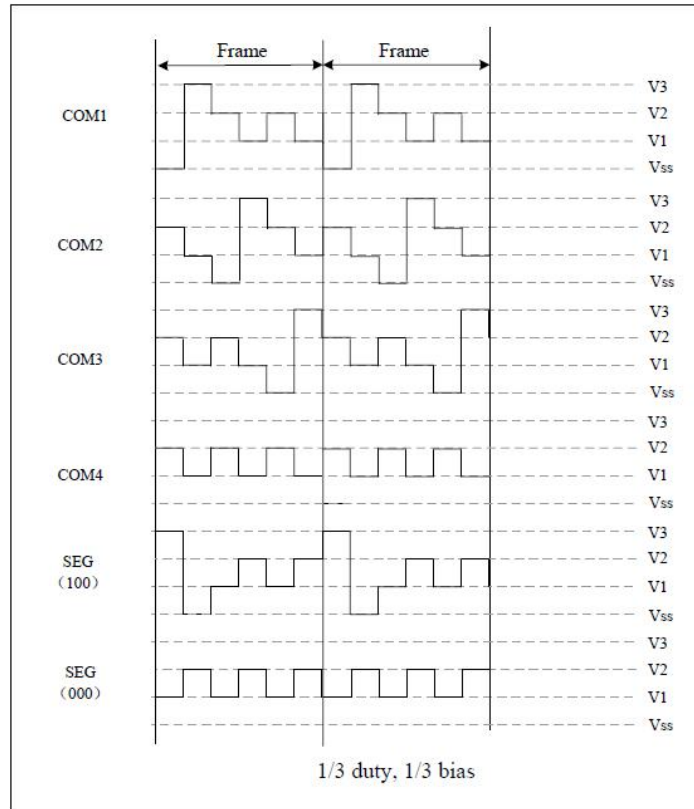 Frame Frame
COM1
V3
V2
V1
Vss
COM2
V3
V2
V1
Vss
COM3
V3
V2
V1
Vss
COM4
V3
V2
V1
Vss
SEG
（100）
V3
V2
V1
Vss
SEG
（000）
V3
V2
V1
Vss
1/3 duty, 1/3 bias